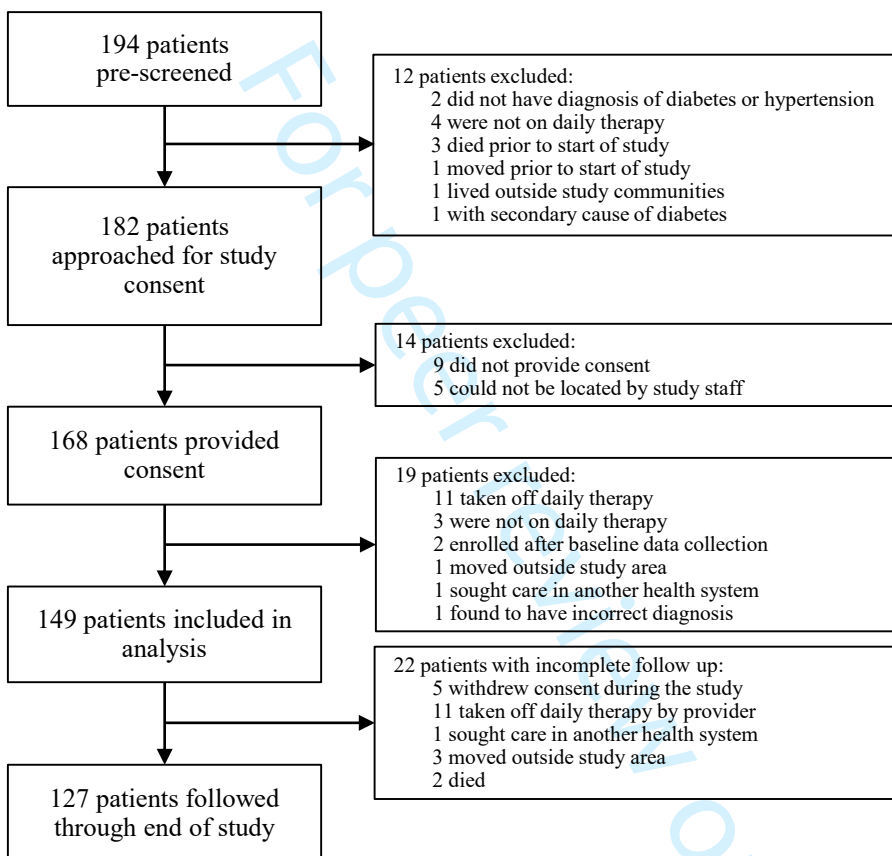 194 patients
pre-screened
12 patients excluded:
2 did not have diagnosis of diabetes or hypertension
4 were not on daily therapy
3 died prior to start of study
1 moved prior to start of study
1 lived outside study communities
1 with secondary cause of diabetes
182 patients
approached for study
consent
14 patients excluded:
9 did not provide consent
5 could not be located by study staff
168 patients provided
consent
19 patients excluded:
11 taken off daily therapy
3 were not on daily therapy
2 enrolled after baseline data collection
1 moved outside study area
1 sought care in another health system
1 found to have incorrect diagnosis
149 patients included in
analysis
22 patients with incomplete follow up:
5 withdrew consent during the study
11 taken off daily therapy by provider
1 sought care in another health system
3 moved outside study area
2 died
127 patients followed
through end of study
For peer review o